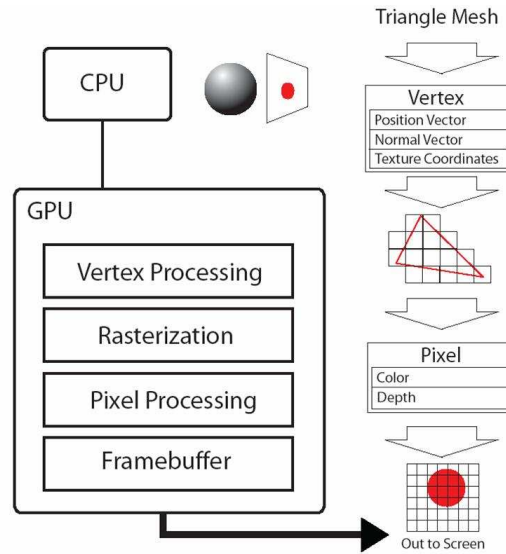 CPU
GPU
Vertex Processing
Rasterization
Pixel Processing
Framebuffer
Triangle Mesh
Vertex
Position Vector
Normal Vector
Texture Coordinates
Pixel
Color
Depth
Out to Screen